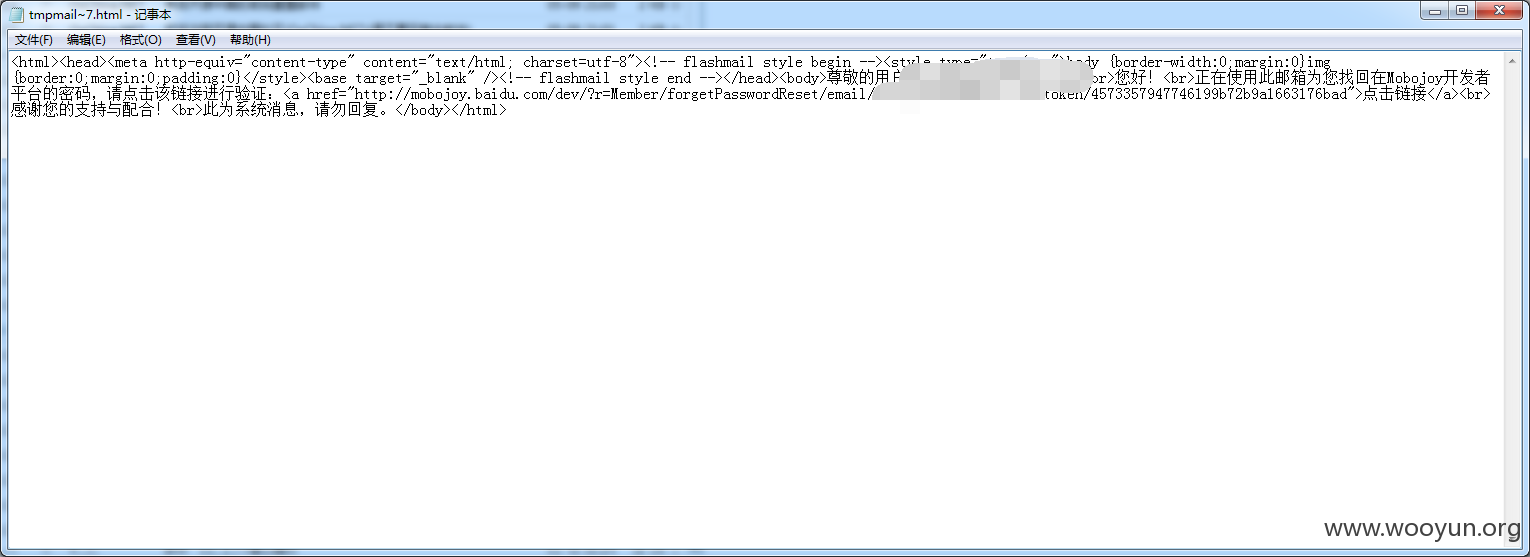 tmpmail~7.html - 记事本
文件(F) 编辑(E) 格式(O) 查看(V) 帮助(H)
<html><head><meta http-equiv="content-type" content="text/html; charset=utf-8"><!-- flashmail style begin --><style type=" ">body {border-width:0;margin:0}img
{border:0;margin:0;padding:0}</style><base target="_blank" /><!-- flashmail style end --></head><body>尊敬的用户 br>您好！<br>正在使用此邮箱为您找回在Mobojoy开发者
平台的密码，请点击该链接进行验证：<a href="http://mobojoy.baidu.com/dev/?r=Member/forgetPasswordReset/email/ token/4573357947746199b72b9a1663176bad">点击链接</a><br>
感谢您的支持与配合！<br>此为系统消息，请勿回复。</body></html>
www.wooyun.org